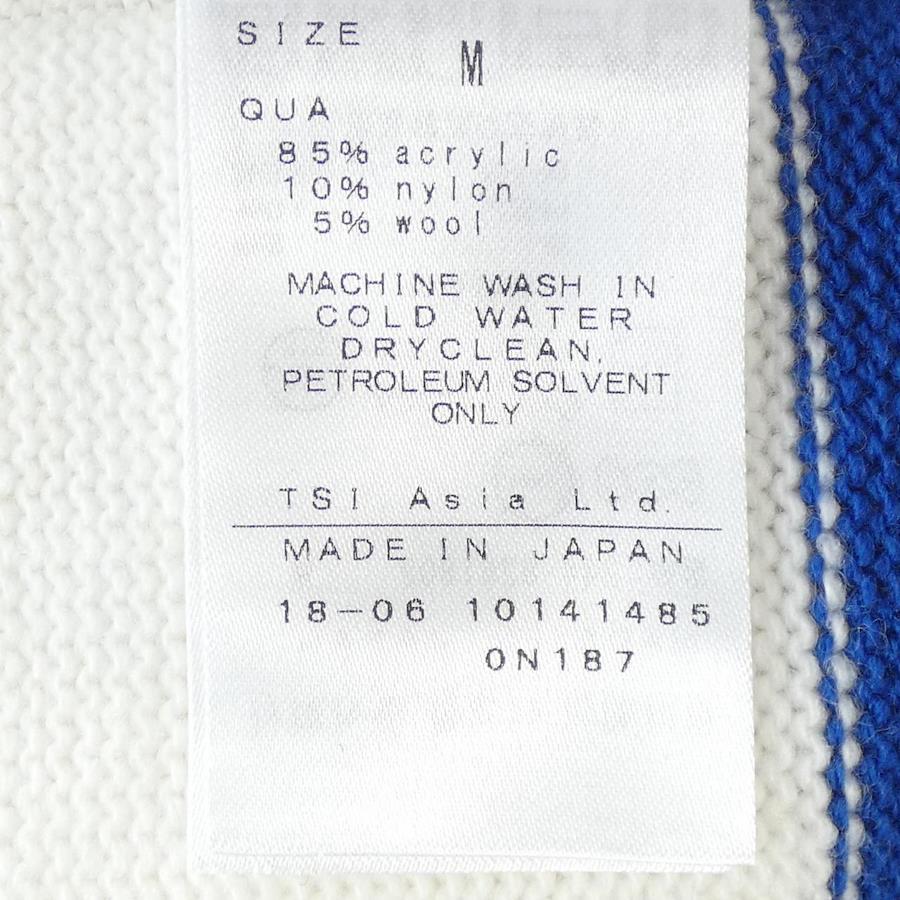 SIZE
M
QUA
85% acrylic
10% nylon
5% wool
MACHINE WASH IN
COLD WATER
DRYCLEAN,
PETROLEUM SOLVENT
ONLY
TSI Asia Ltd.
MADE IN JAPAN
18-06 10141485
0N187